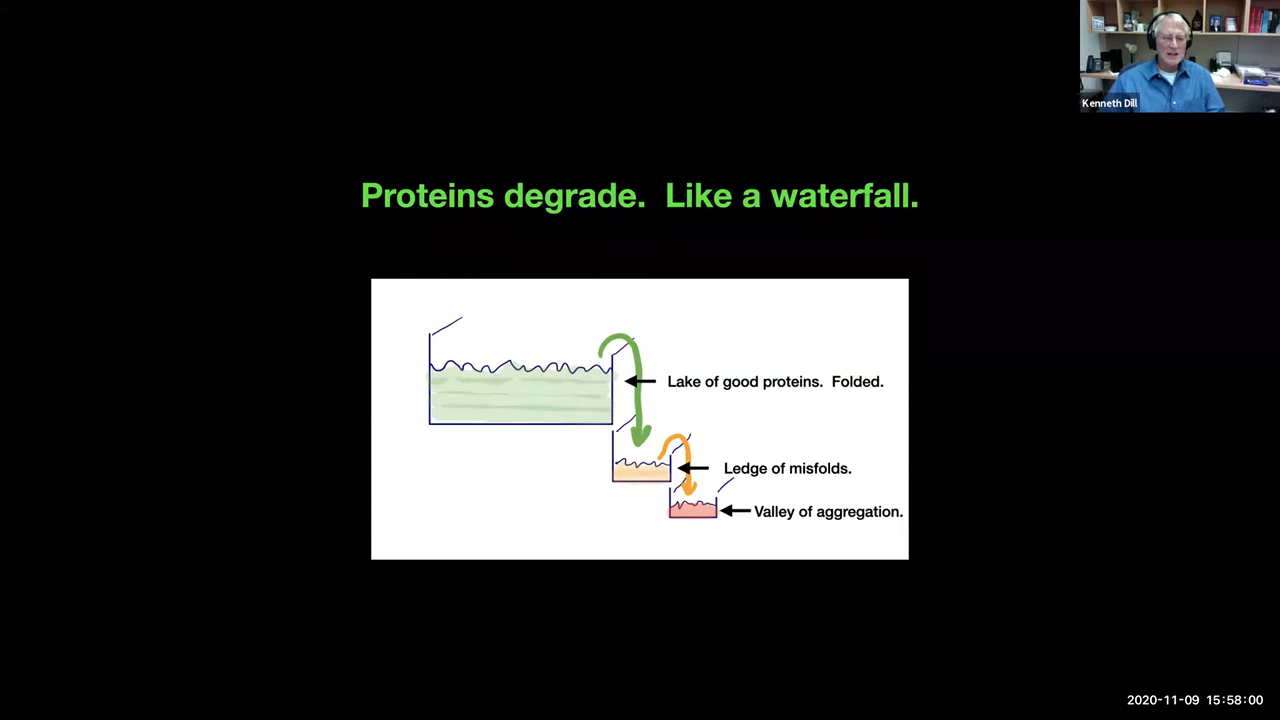 Kenneth Dill
Proteins degrade.  Like a waterfall.
Lake of good proteins.  Folded.
Ledge of misfolds.
Valley of aggregation.
2020-11-09 15:58:00